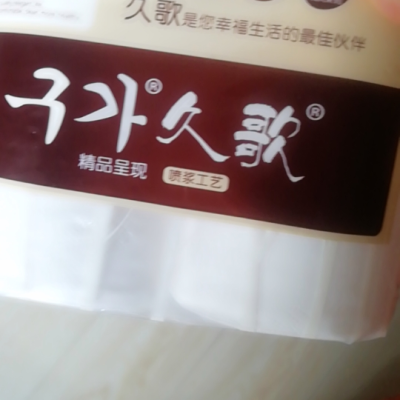 久歌是您幸福生活的最佳伙伴
구가®久歌®
精品呈现 喷浆工艺